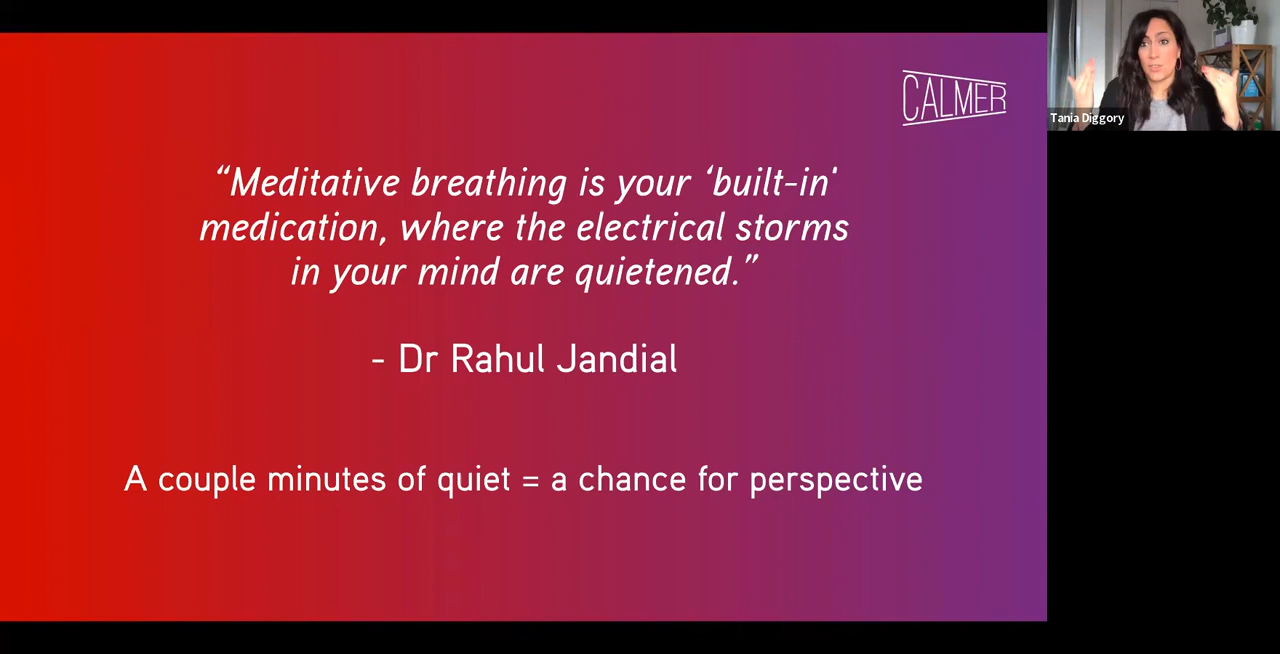 CALMER
Tania Diggory
“Meditative breathing is your ‘built-in'
medication, where the electrical storms
in your mind are quietened.”
- Dr Rahul Jandial
A couple minutes of quiet = a chance for perspective